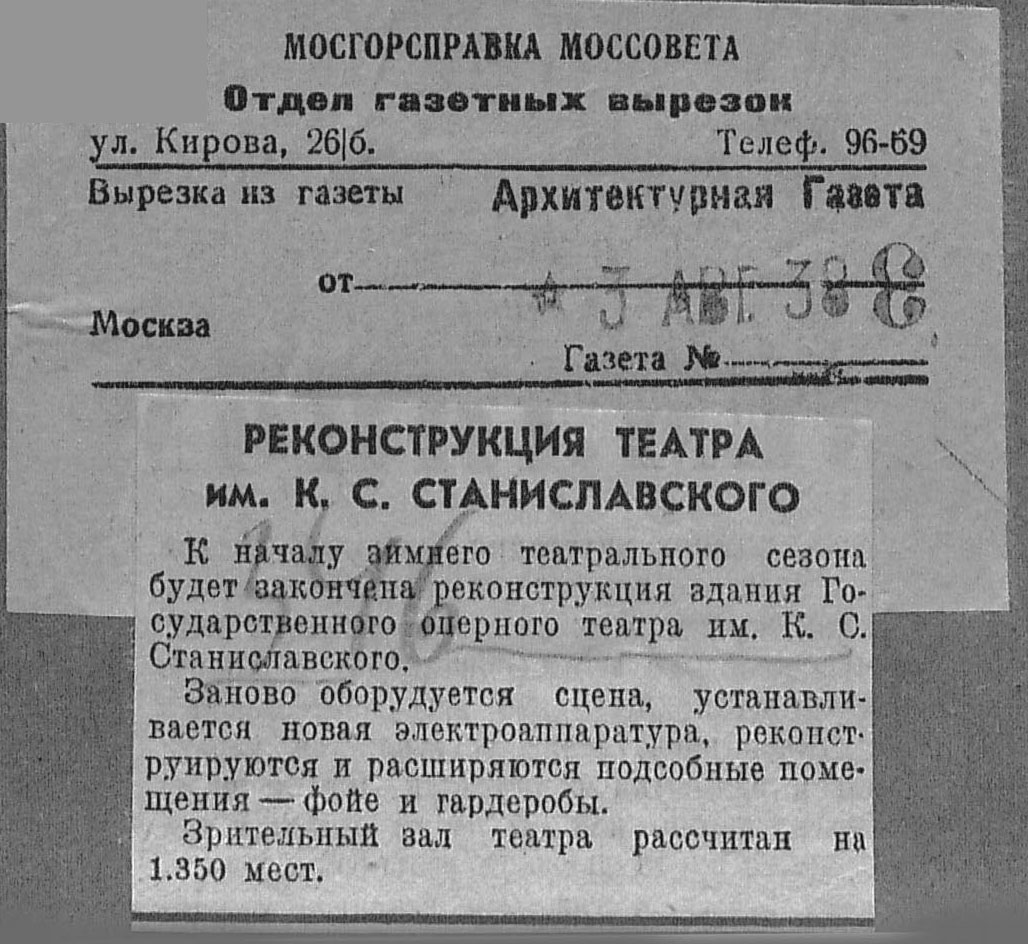 МОСГОРСПРАВКА МОССОВЕТА
Отдел газетных вырезок
ул. Кирова, 26|б. Телеф. 96-69
Вырезка из газеты Архитектурная Газета
от 3 АВГ. 38
Москва
Газета №
РЕКОНСТРУКЦИЯ ТЕАТРА
им. К. С. СТАНИСЛАВСКОГО
К началу зимнего театрального сезона
будет закончена реконструкция здания Го-
сударственного оперного театра им. К. С.
Станиславского.
Заново оборудуется сцена, устанавли-
вается новая электроаппаратура, реконст-
руируются и расширяются подсобные поме-
щения — фойе и гардеробы.
Зрительный зал театра рассчитан на
1.350 мест.